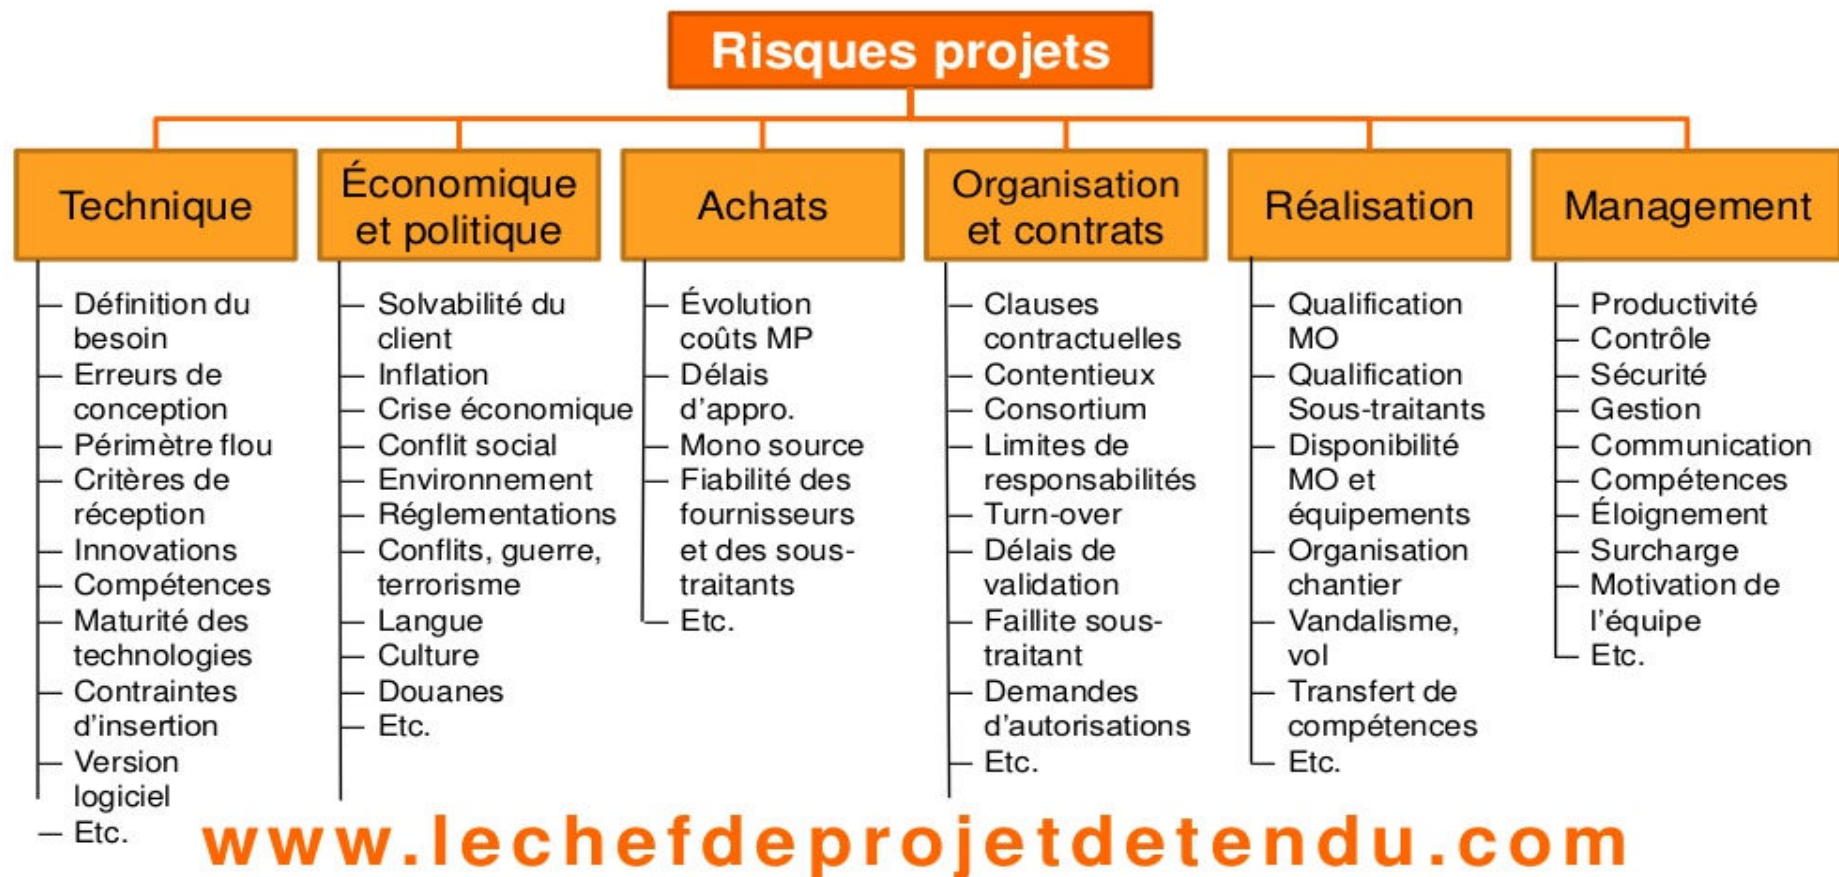 Risques projets
Technique
Définition du
besoin
Erreurs de
conception
Périmètre flou
Critères de
réception
Innovations
Compétences
Maturité des
technologies
Contraintes
d'insertion
Version
logiciel
Etc.
Économique
et politique
Solvabilité du
client
Inflation
Crise économique
Conflit social
Environnement
Réglementations
Conflits, guerre,
terrorisme
Langue
Culture
Douanes
Etc.
Achats
Évolution
coûts MP
Délais
d'appro.
Mono source
Fiabilité des
fournisseurs
et des sous-
traitants
Etc.
Organisation
et contrats
Clauses
contractuelles
Contentieux
Consortium
Limites de
responsabilités
Turn-over
Délais de
validation
Faillite sous-
traitant
Demandes
d'autorisations
Etc.
Réalisation
Qualification
MO
Qualification
Sous-traitants
Disponibilité
MO et
équipements
Organisation
chantier
Vandalisme,
vol
Transfert de
compétences
Etc.
Management
Productivité
Contrôle
Sécurité
Gestion
Communication
Compétences
Éloignement
Surcharge
Motivation de
l'équipe
Etc.
www.lechefdeprojetdetendu.com